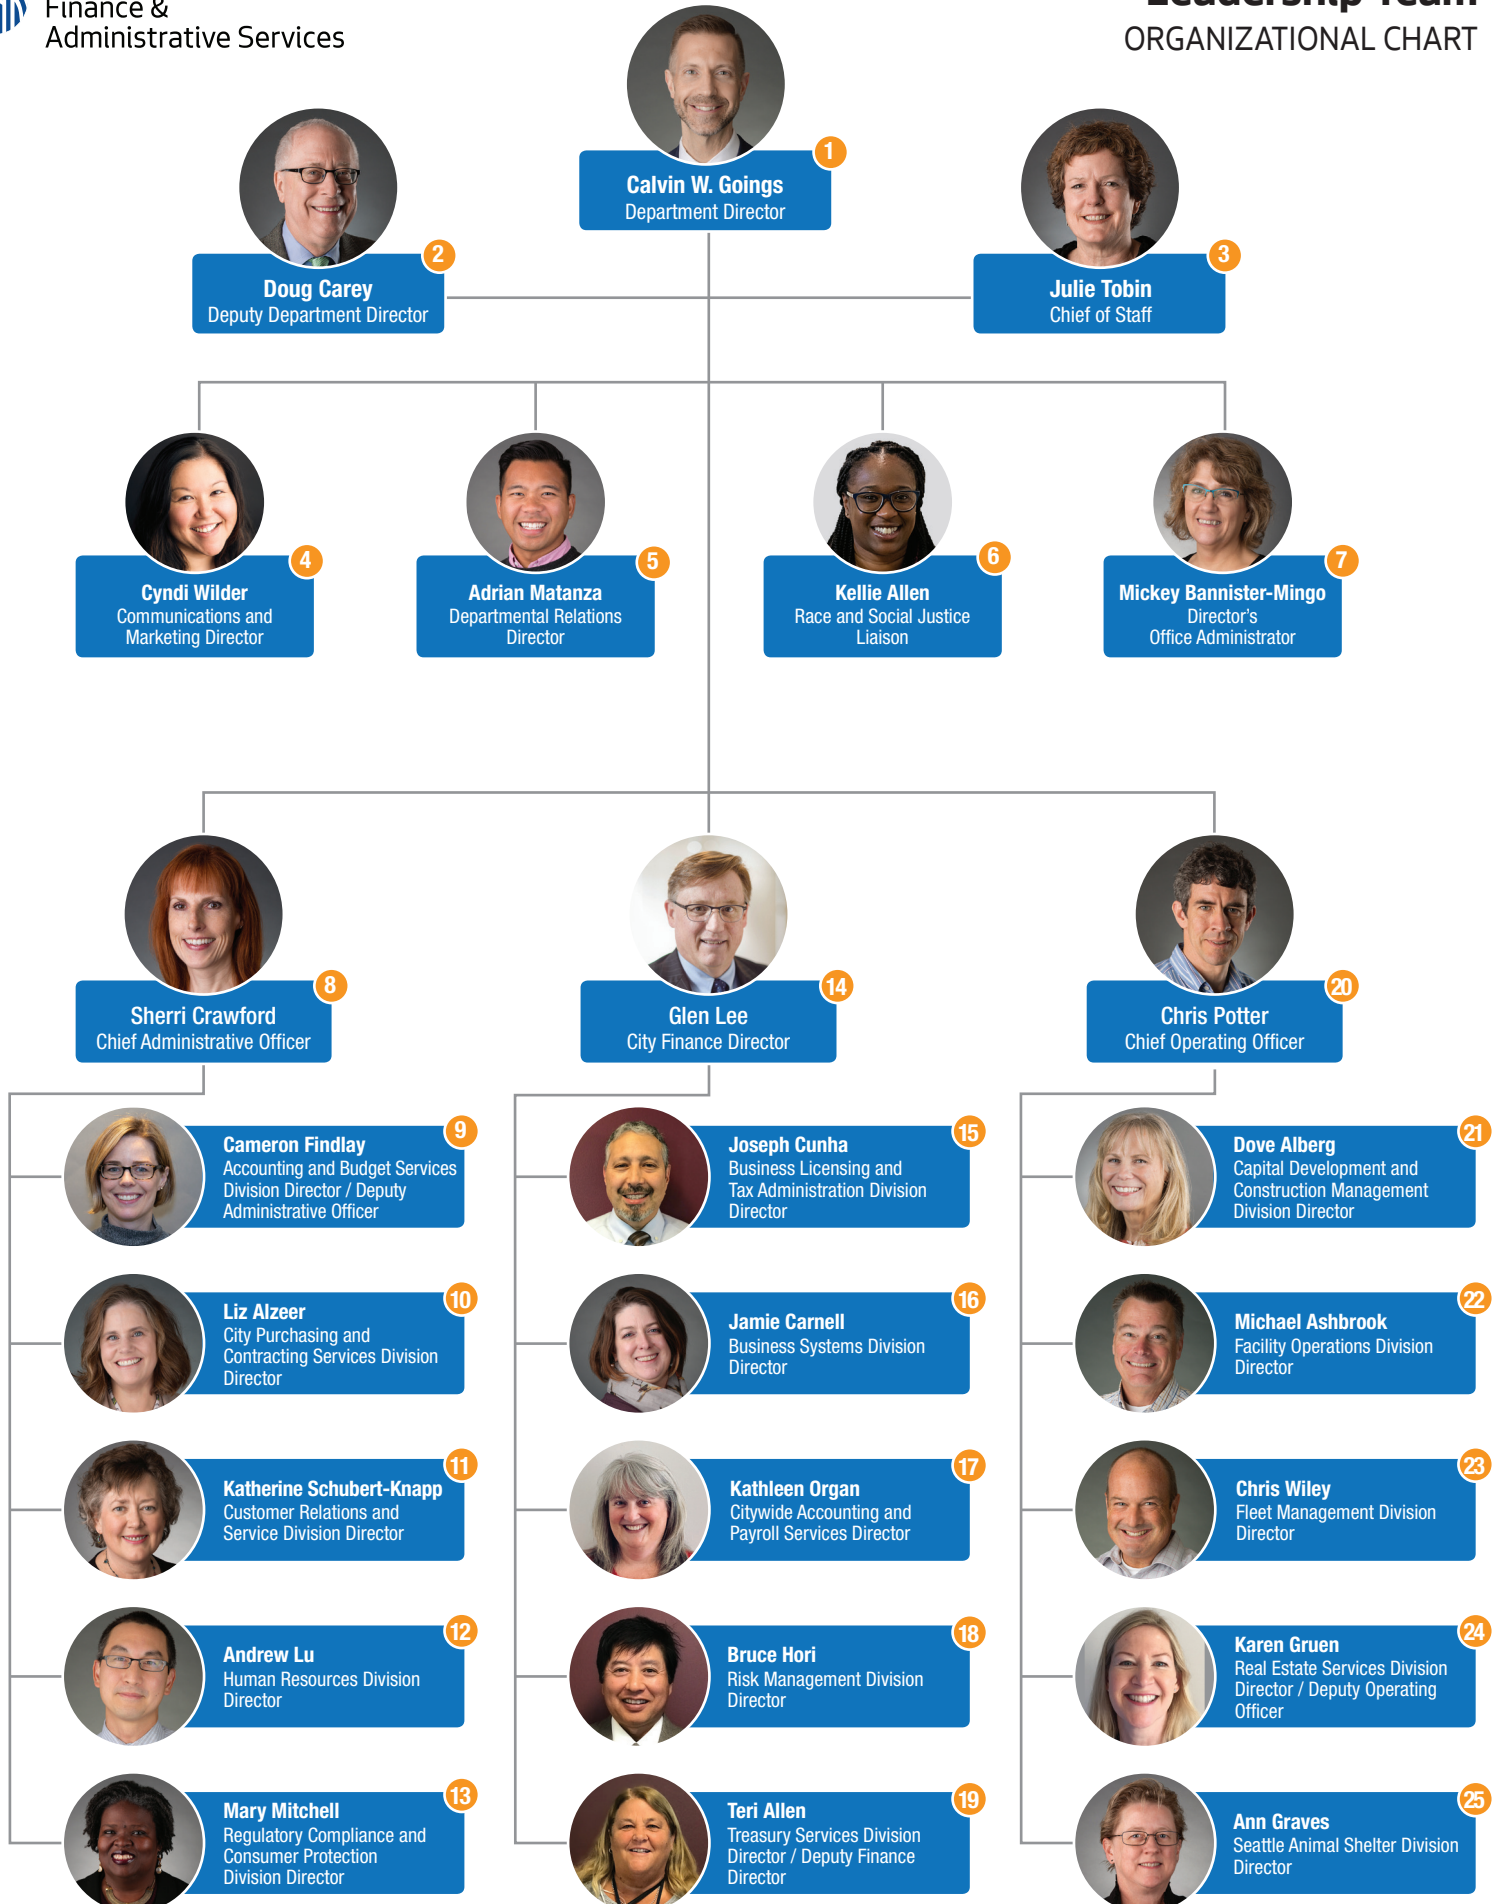 Finance &
Administrative Services
Leadership Team
ORGANIZATIONAL CHART
1
Calvin W. Goings
Department Director
2
Doug Carey
Deputy Department Director
3
Julie Tobin
Chief of Staff
4
Cyndi Wilder
Communications and
Marketing Director
5
Adrian Matanza
Departmental Relations
Director
6
Kellie Allen
Race and Social Justice
Liaison
7
Mickey Bannister-Mingo
Director's
Office Administrator
8
Sherri Crawford
Chief Administrative Officer
9
Cameron Findlay
Accounting and Budget Services
Division Director / Deputy
Administrative Officer
10
Liz Alzeer
City Purchasing and
Contracting Services Division
Director
11
Katherine Schubert-Knapp
Customer Relations and
Service Division Director
12
Andrew Lu
Human Resources Division
Director
13
Mary Mitchell
Regulatory Compliance and
Consumer Protection
Division Director
14
Glen Lee
City Finance Director
15
Joseph Cunha
Business Licensing and
Tax Administration Division
Director
16
Jamie Carnell
Business Systems Division
Director
17
Kathleen Organ
Citywide Accounting and
Payroll Services Director
18
Bruce Hori
Risk Management Division
Director
19
Teri Allen
Treasury Services Division
Director / Deputy Finance
Director
20
Chris Potter
Chief Operating Officer
21
Dove Alberg
Capital Development and
Construction Management
Division Director
22
Michael Ashbrook
Facility Operations Division
Director
23
Chris Wiley
Fleet Management Division
Director
24
Karen Gruen
Real Estate Services Division
Director / Deputy Operating
Officer
25
Ann Graves
Seattle Animal Shelter Division
Director